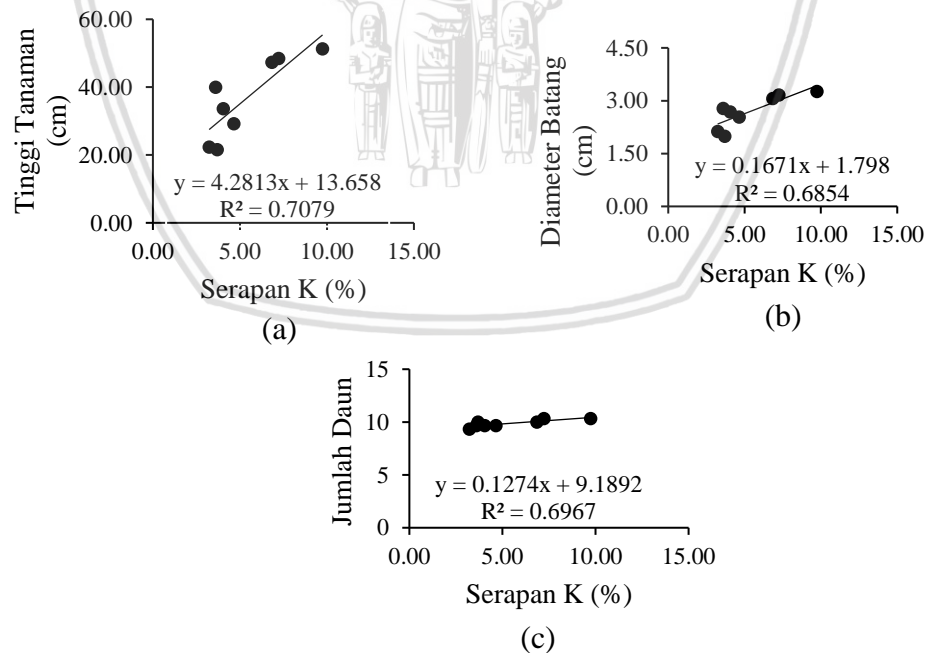 60.00
40.00
20.00
0.00
Tinggi Tanaman
(cm)
y = 4.2813x + 13.658
R² = 0.7079
0.00 5.00 10.00 15.00
Serapan K (%)
(a)
4.50
3.00
1.50
0.00
Diameter Batang
(cm)
y = 0.1671x + 1.798
R² = 0.6854
0.00 5.00 10.00 15.00
Serapan K (%)
(b)
15
10
5
0
Jumlah Daun
y = 0.1274x + 9.1892
R² = 0.6967
0.00 5.00 10.00 15.00
Serapan K (%)
(c)